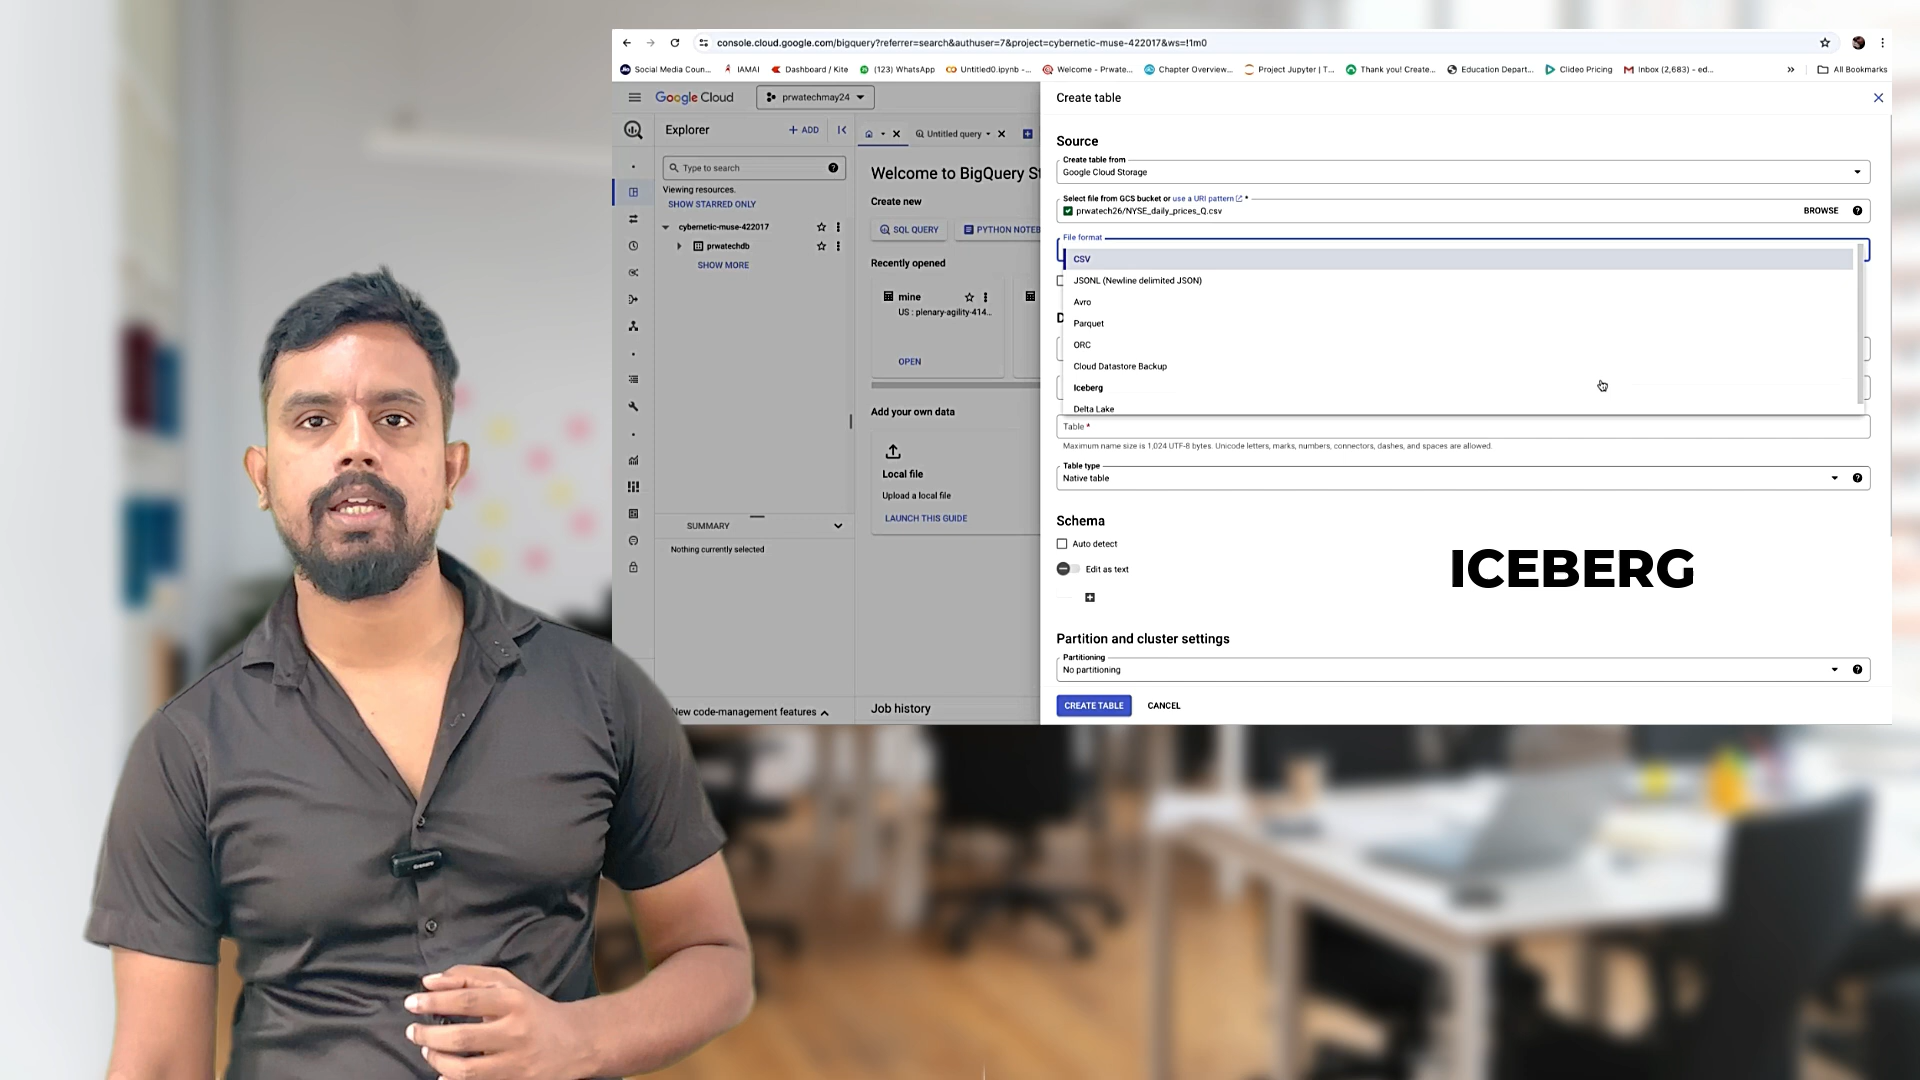 console.cloud.google.com/bigquery?referrer=search&authuser=7&project=cybernetic-muse-422017&ws=!1m0
Social Media Coun... IAMAI Dashboard / Kite (123) WhatsApp Untitled0.ipynb -... Welcome - Prwate... Chapter Overview... Project Jupyter | T... Thank you! Create... Education Depart... Clideo Pricing Inbox (2,683) - ed... » All Bookmarks
Google Cloud prwatechmay24
Explorer + ADD
Type to search
Viewing resources.
SHOW STARRED ONLY
cybernetic-muse-422017
prwatechdb
SHOW MORE
SUMMARY
Nothing currently selected
New code-management features
Untitled query
Welcome to BigQuery St
Create new
SQL QUERY PYTHON NOTEB
Recently opened
mine
US : plenary-agility-414...
OPEN
Add your own data
Local file
Upload a local file
LAUNCH THIS GUIDE
Job history
Create table
Source
Create table from
Google Cloud Storage
Select file from GCS bucket or use a URI pattern *
prwatech26/NYSE_daily_prices_Q.csv BROWSE
File format
CSV
JSONL (Newline delimited JSON)
Avro
Parquet
ORC
Cloud Datastore Backup
Iceberg
Delta Lake
Table *
Maximum name size is 1,024 UTF-8 bytes. Unicode letters, marks, numbers, connectors, dashes, and spaces are allowed.
Table type
Native table
Schema
Auto detect
Edit as text
ICEBERG
Partition and cluster settings
Partitioning
No partitioning
CREATE TABLE CANCEL